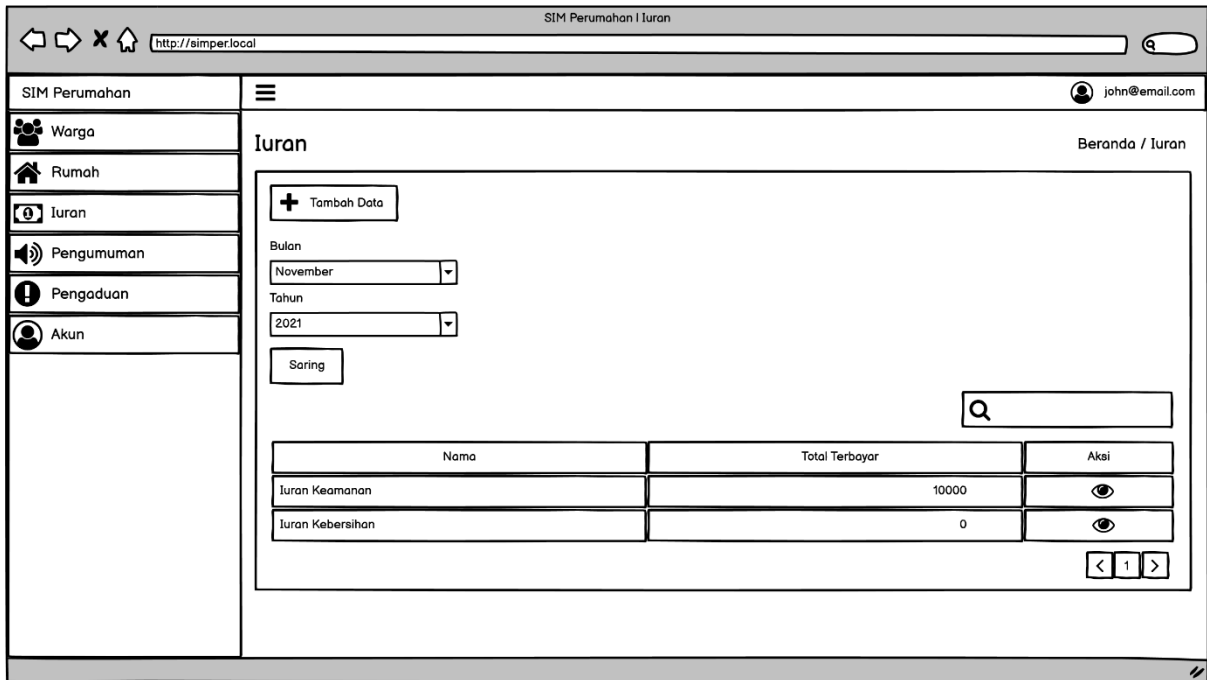 SIM Perumahan | Iuran
http://simper.local
SIM Perumahan
john@email.com
Warga
Rumah
Iuran
Pengumuman
Pengaduan
Akun
Iuran
Beranda / Iuran
Tambah Data
Bulan
November
Tahun
2021
Saring
Nama Total Terbayar Aksi
Iuran Keamanan 10000
Iuran Kebersihan 0
< 1 >